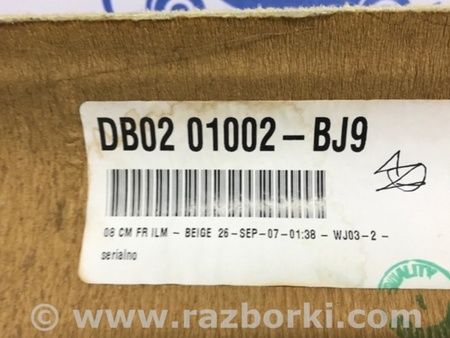 DB02 01002-BJ9
08 CM FR ILM - BEIGE 26-SEP-07-01:38 - WJ03-2 -
serialno
QUALITY
© www.razborki.com